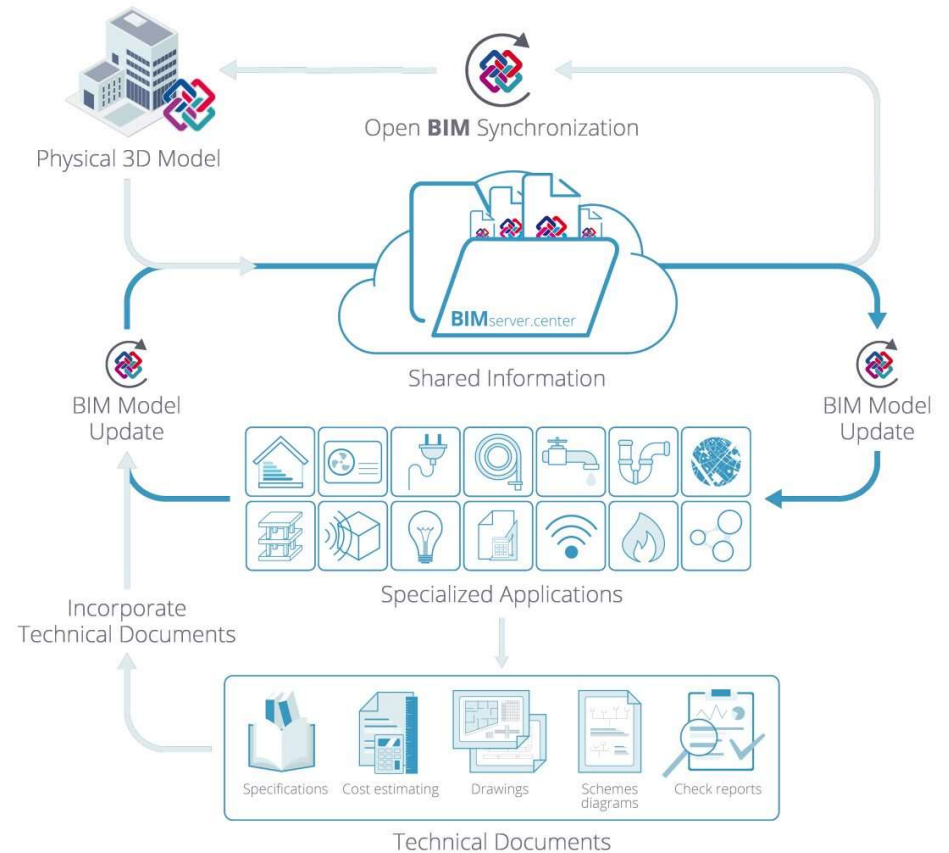 Open BIM Synchronization
Physical 3D Model
BIMserver.center
Shared Information
BIM Model
Update
BIM Model
Update
Specialized Applications
Incorporate
Technical Documents
Specifications
Cost estimating
Drawings
Schemes
diagrams
Check reports
Technical Documents